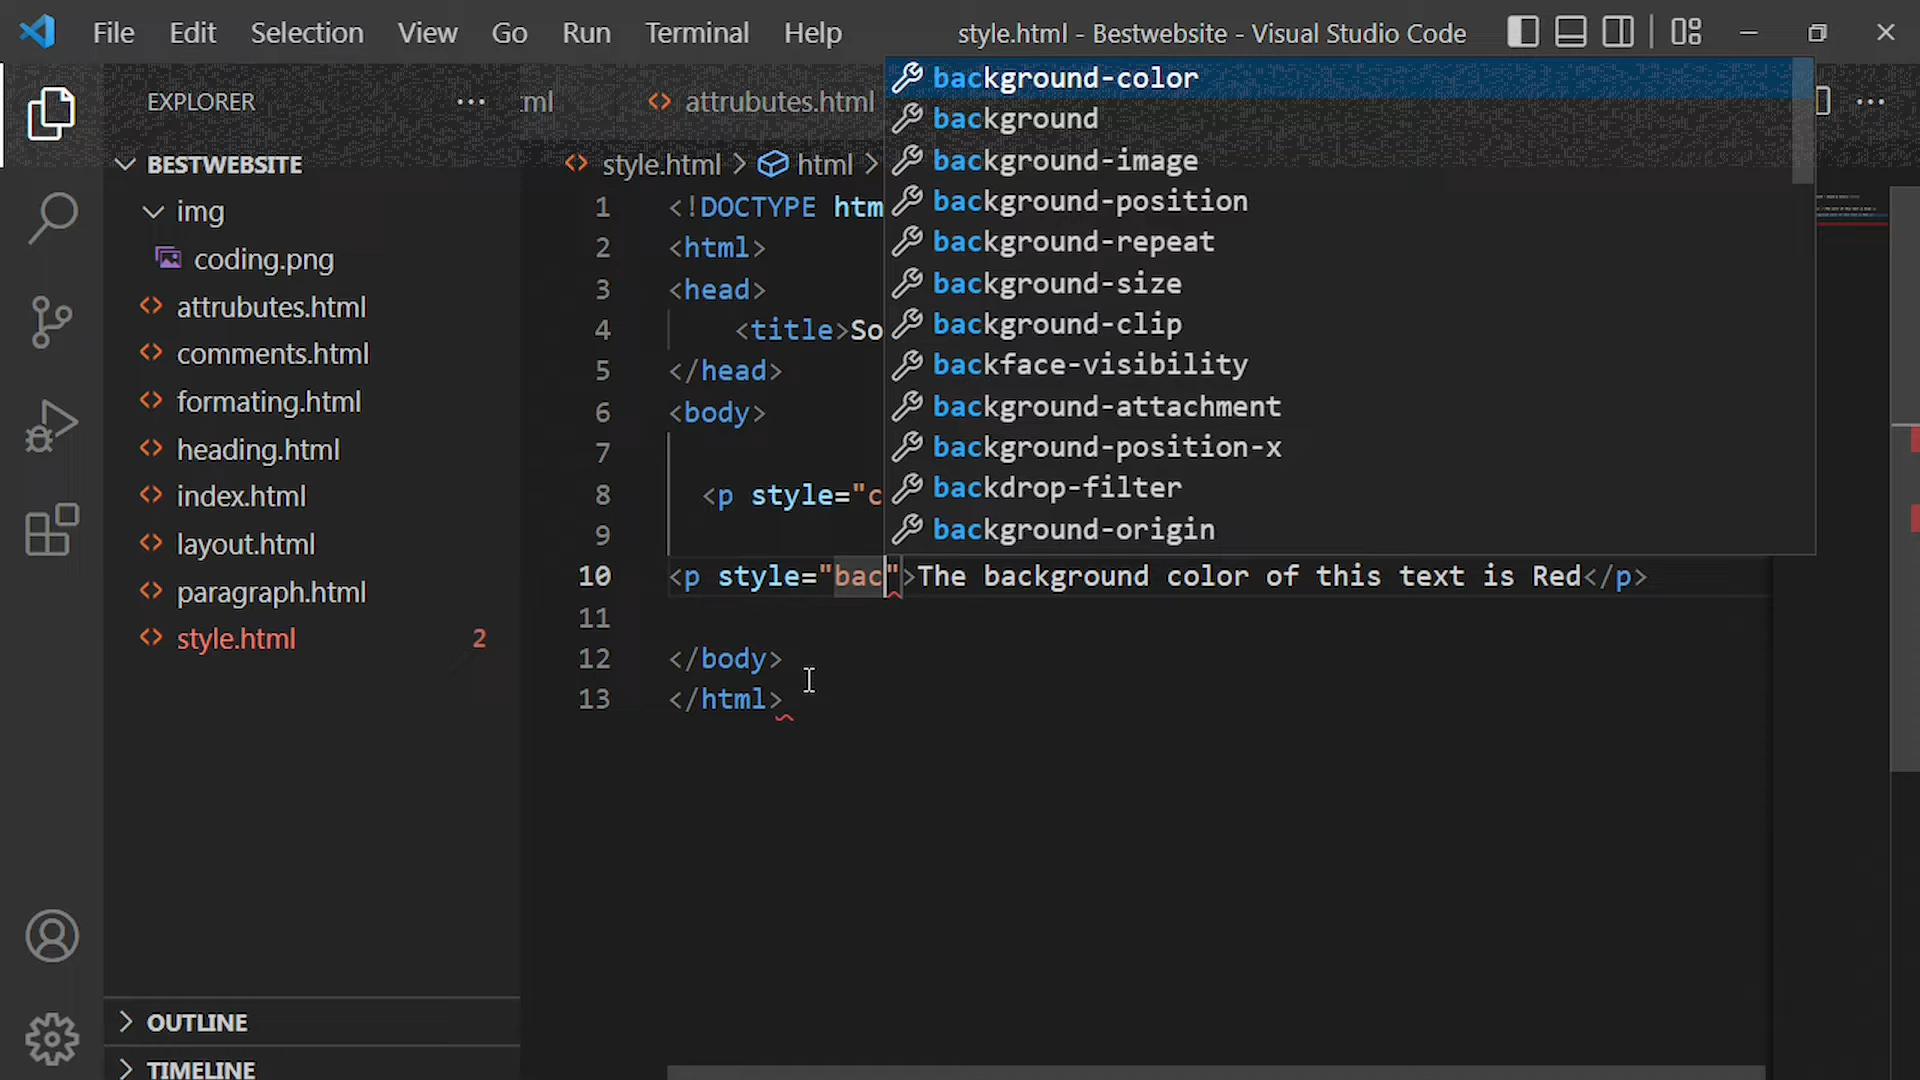 File Edit Selection View Go Run Terminal Help style.html - Bestwebsite - Visual Studio Code
EXPLORER
BESTWEBSITE
img
coding.png
attrubutes.html
comments.html
formating.html
heading.html
index.html
layout.html
paragraph.html
style.html 2
OUTLINE
TIMELINE
:ml attrubutes.html
style.html > html >
1 <!DOCTYPE htm
2 <html>
3 <head>
4 <title>So
5 </head>
6 <body>
7
8 <p style="c
9
10 <p style="bac">The background color of this text is Red</p>
11
12 </body>
13 </html>
background-color
background
background-image
background-position
background-repeat
background-size
background-clip
backface-visibility
background-attachment
background-position-x
backdrop-filter
background-origin